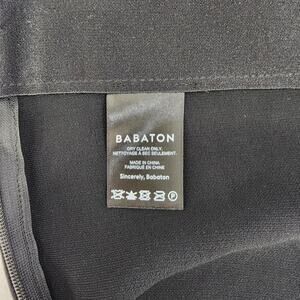 BABATON
DRY CLEAN ONLY.
NETTOYAGE À SEC SEULEMENT.
MADE IN CHINA
FABRIQUÉ EN CHINE
Sincerely, Babaton
P